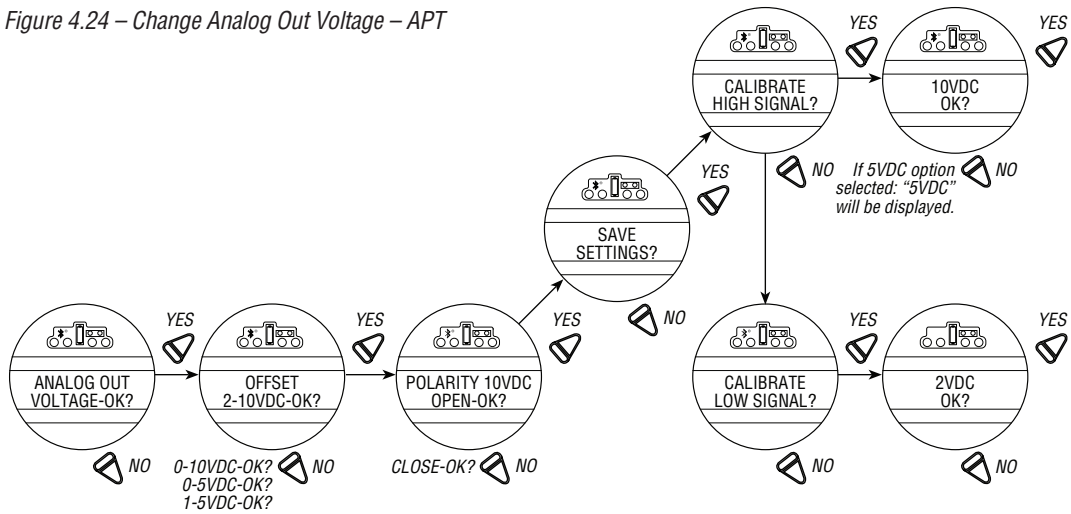 Figure 4.24 – Change Analog Out Voltage – APT
YES
YES
CALIBRATE
HIGH SIGNAL?
10VDC
OK?
NO
If 5VDC option
selected: “5VDC”
will be displayed.
NO
YES
SAVE
SETTINGS?
NO
YES
YES
YES
YES
YES
ANALOG OUT
VOLTAGE-OK?
OFFSET
2-10VDC-OK?
POLARITY 10VDC
OPEN-OK?
CALIBRATE
LOW SIGNAL?
2VDC
OK?
NO
0-10VDC-OK?
0-5VDC-OK?
1-5VDC-OK?
NO
CLOSE-OK?
NO
NO
NO